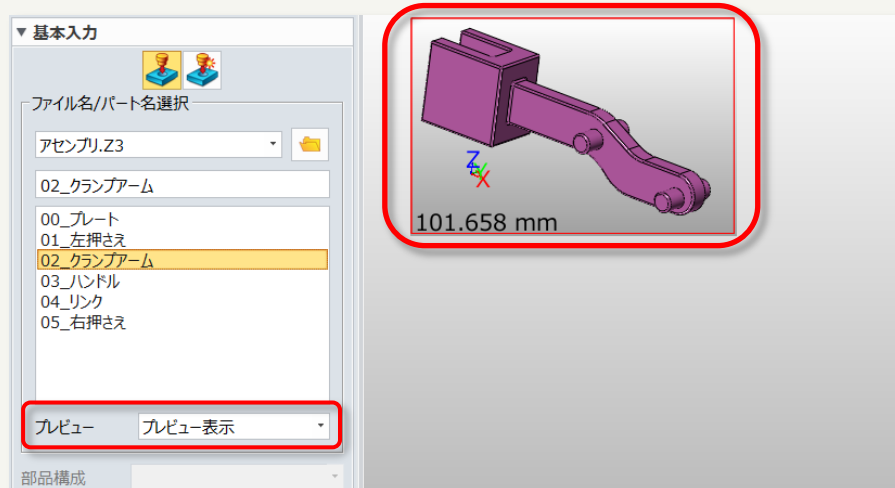 ▼ 基本入力
ファイル名/パート名選択
アセンブリ.Z3
02_クランプアーム
00_プレート
01_左押さえ
02_クランプアーム
03_ハンドル
04_リンク
05_右押さえ
プレビュー プレビュー表示
部品構成
Z
X
101.658 mm